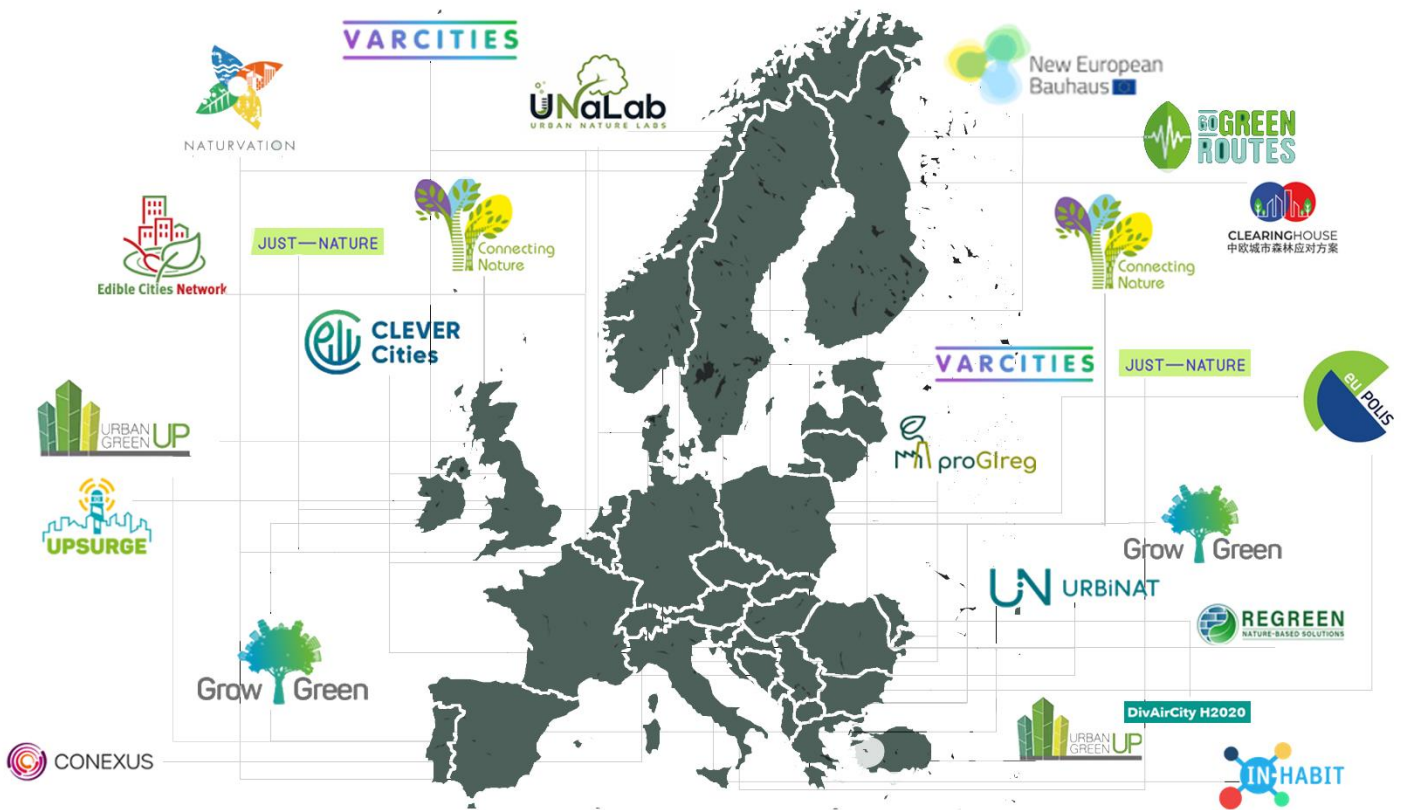 VARCITIES
NATURVATION
UNaLab
URBAN NATURE LABS
New European
Bauhaus
GOGREEN
ROUTES
Edible Cities Network
JUST—NATURE
Connecting
Nature
Connecting
Nature
CLEARINGHOUSE
中欧城市森林应对方案
CLEVER
Cities
VARCITIES
JUST—NATURE
eu POLIS
URBAN
GREEN UP
proGIreg
UPSURGE
Grow Green
URBiNAT
REGREEN
NATURE-BASED SOLUTIONS
Grow Green
DivAirCity H2020
URBAN
GREEN UP
CONEXUS
IN HABIT